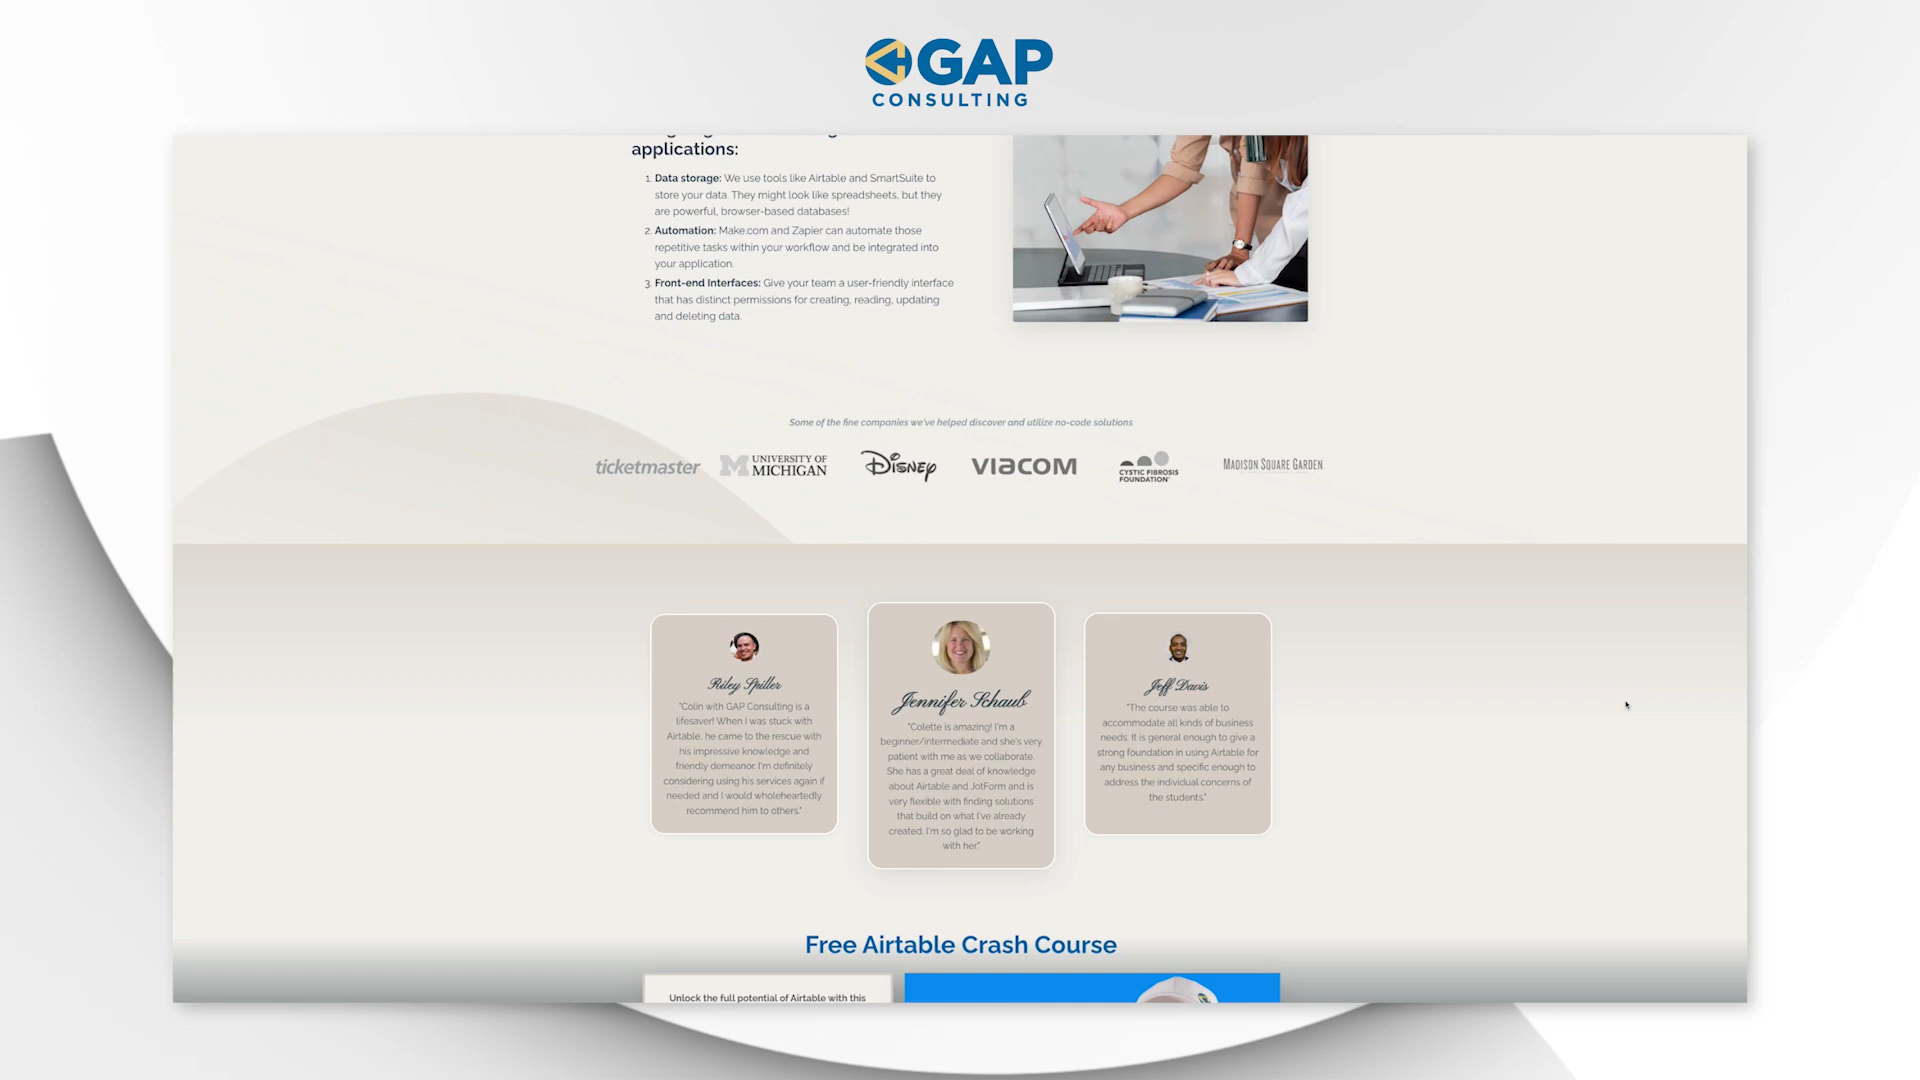 GAP
CONSULTING
applications:
1. Data storage: We use tools like Airtable and SmartSuite to
store your data. They might look like spreadsheets, but they
are powerful, browser-based databases!
2. Automation: Make.com and Zapier can automate those
repetitive tasks within your workflow and be integrated into
your application.
3. Front-end Interfaces: Give your team a user-friendly interface
that has distinct permissions for creating, reading, updating
and deleting data.
Some of the fine companies we've helped discover and utilize no-code solutions
ticketmaster
M UNIVERSITY OF
MICHIGAN
Disney
VIACOM
CYSTIC FIBROSIS
FOUNDATION
MADISON SQUARE GARDEN
Riley Spiller
"Colin with GAP Consulting is a
lifesaver! When I was stuck with
Airtable, he came to the rescue with
his impressive knowledge and
friendly demeanor. I'm definitely
considering using his services again if
needed and I would wholeheartedly
recommend him to others."
Jennifer Schaub
"Colette is amazing! I'm a
beginner/intermediate and she's very
patient with me as we collaborate.
She has a great deal of knowledge
about Airtable and JotForm and is
very flexible with finding solutions
that build on what I've already
created. I'm so glad to be working
with her."
Jeff Davis
"The course was able to
accommodate all kinds of business
needs. It is general enough to give a
strong foundation in using Airtable for
any business and specific enough to
address the individual concerns of
the students."
Free Airtable Crash Course
Unlock the full potential of Airtable with this